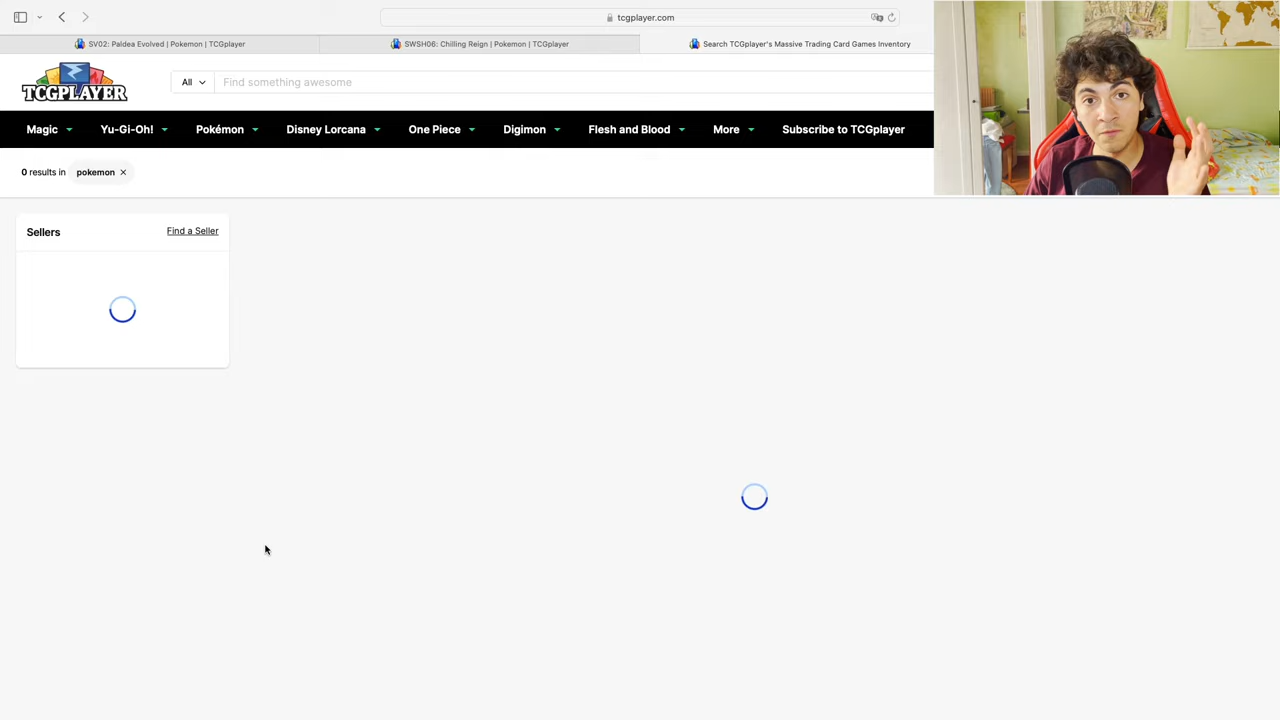 tcgplayer.com
SV02: Paldea Evolved | Pokemon | TCGplayer
SWSH06: Chilling Reign | Pokemon | TCGplayer
Search TCGplayer's Massive Trading Card Games Inventory
TCGPLAYER
All
Find something awesome
Magic
Yu-Gi-Oh!
Pokémon
Disney Lorcana
One Piece
Digimon
Flesh and Blood
More
Subscribe to TCGplayer
0 results in pokemon ×
Sellers
Find a Seller